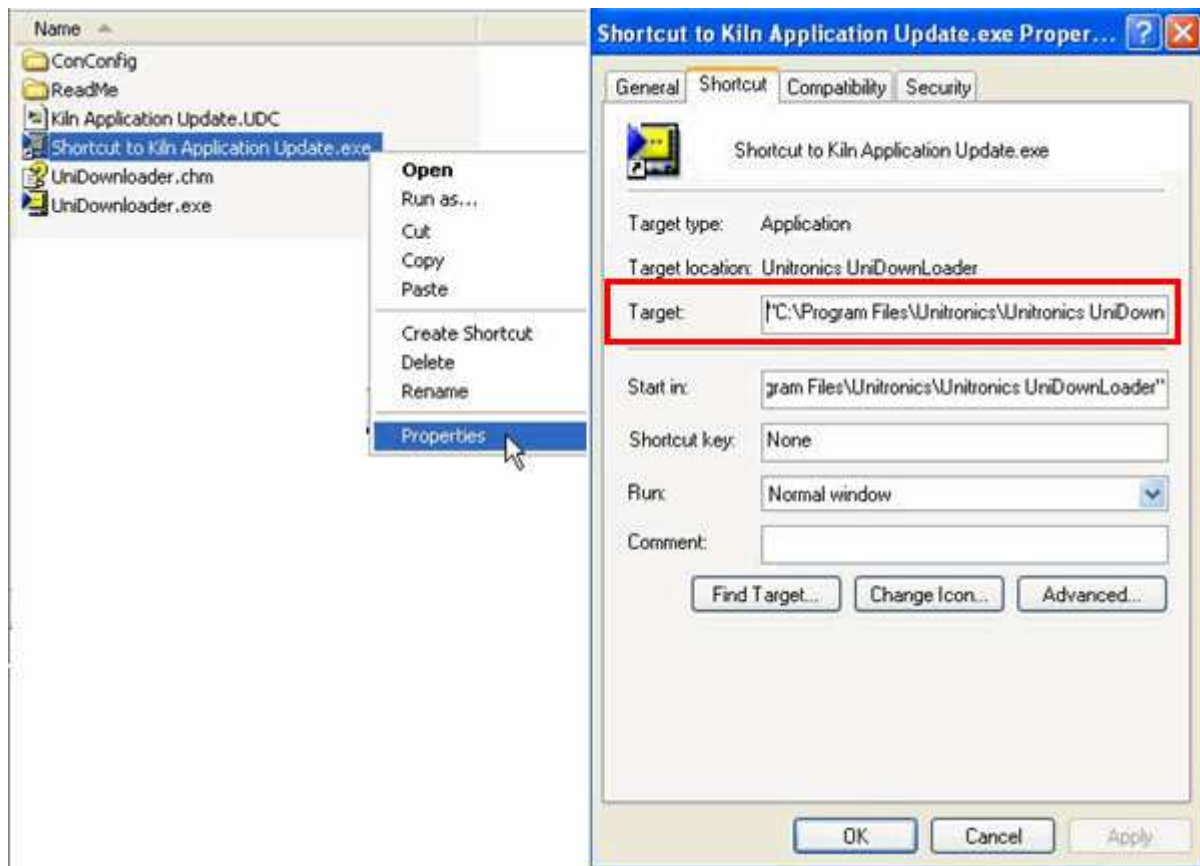 Name
ConConfig
ReadMe
Kiln Application Update.UDC
Shortcut to Kiln Application Update.exe
UniDownloader.chm
UniDownloader.exe
Open
Run as...
Cut
Copy
Paste
Create Shortcut
Delete
Rename
Properties
Shortcut to Kiln Application Update.exe Proper...
General Shortcut Compatibility Security
Shortcut to Kiln Application Update.exe
Target type: Application
Target location: Unitronics UniDownLoader
Target: "C:\Program Files\Unitronics\Unitronics UniDown
Start in: gram Files\Unitronics\Unitronics UniDownLoader"
Shortcut key: None
Run: Normal window
Comment:
Find Target... Change Icon... Advanced...
OK Cancel Apply